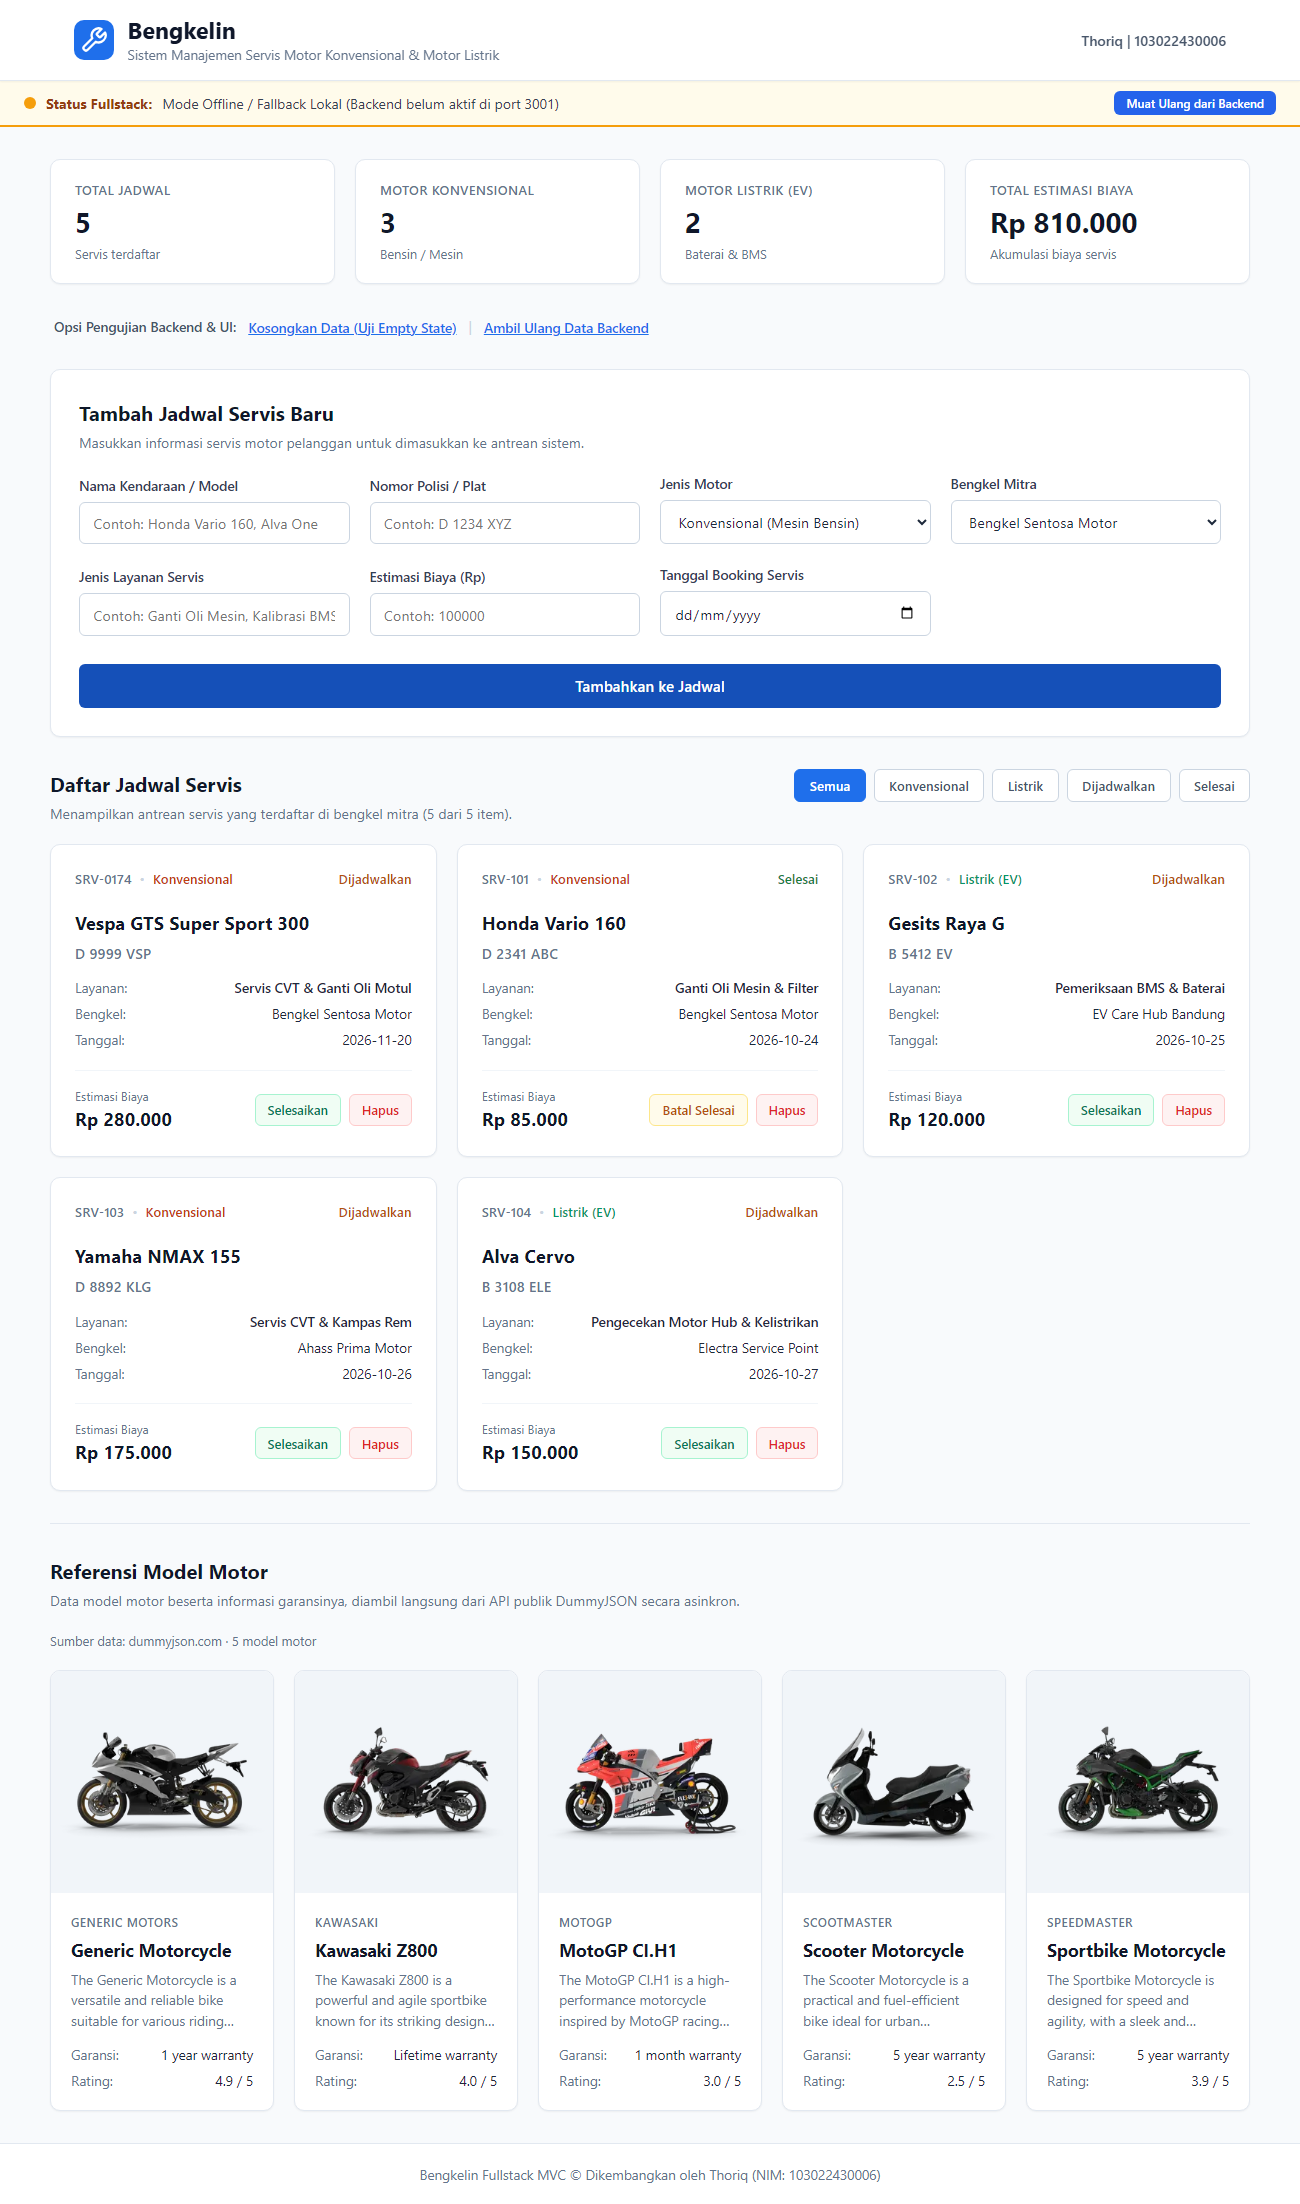 Bengkelin
Sistem Manajemen Servis Motor Konvensional & Motor Listrik
Thoriq | 103022430006
Status Fullstack: Mode Offline / Fallback Lokal (Backend belum aktif di port 3001)
Muat Ulang dari Backend
TOTAL JADWAL
5
Servis terdaftar
MOTOR KONVENSIONAL
3
Bensin / Mesin
MOTOR LISTRIK (EV)
2
Baterai & BMS
TOTAL ESTIMASI BIAYA
Rp 810.000
Akumulasi biaya servis
Opsi Pengujian Backend & UI: Kosongkan Data (Uji Empty State) | Ambil Ulang Data Backend
Tambah Jadwal Servis Baru
Masukkan informasi servis motor pelanggan untuk dimasukkan ke antrean sistem.
Nama Kendaraan / Model
Contoh: Honda Vario 160, Alva One
Nomor Polisi / Plat
Contoh: D 1234 XYZ
Jenis Motor
Konvensional (Mesin Bensin)
Bengkel Mitra
Bengkel Sentosa Motor
Jenis Layanan Servis
Contoh: Ganti Oli Mesin, Kalibrasi BMS
Estimasi Biaya (Rp)
Contoh: 100000
Tanggal Booking Servis
dd/mm/yyyy
Tambahkan ke Jadwal
Daftar Jadwal Servis
Menampilkan antrean servis yang terdaftar di bengkel mitra (5 dari 5 item).
Semua
Konvensional
Listrik
Dijadwalkan
Selesai
SRV-0174 • Konvensional Dijadwalkan
Vespa GTS Super Sport 300
D 9999 VSP
Layanan: Servis CVT & Ganti Oli Motul
Bengkel: Bengkel Sentosa Motor
Tanggal: 2026-11-20
Estimasi Biaya
Rp 280.000
Selesaikan
Hapus
SRV-101 • Konvensional Selesai
Honda Vario 160
D 2341 ABC
Layanan: Ganti Oli Mesin & Filter
Bengkel: Bengkel Sentosa Motor
Tanggal: 2026-10-24
Estimasi Biaya
Rp 85.000
Batal Selesai
Hapus
SRV-102 • Listrik (EV) Dijadwalkan
Gesits Raya G
B 5412 EV
Layanan: Pemeriksaan BMS & Baterai
Bengkel: EV Care Hub Bandung
Tanggal: 2026-10-25
Estimasi Biaya
Rp 120.000
Selesaikan
Hapus
SRV-103 • Konvensional Dijadwalkan
Yamaha NMAX 155
D 8892 KLG
Layanan: Servis CVT & Kampas Rem
Bengkel: Ahass Prima Motor
Tanggal: 2026-10-26
Estimasi Biaya
Rp 175.000
Selesaikan
Hapus
SRV-104 • Listrik (EV) Dijadwalkan
Alva Cervo
B 3108 ELE
Layanan: Pengecekan Motor Hub & Kelistrikan
Bengkel: Electra Service Point
Tanggal: 2026-10-27
Estimasi Biaya
Rp 150.000
Selesaikan
Hapus
Referensi Model Motor
Data model motor beserta informasi garansinya, diambil langsung dari API publik DummyJSON secara asinkron.
Sumber data: dummyjson.com · 5 model motor
DUCATI
GENERIC MOTORS
Generic Motorcycle
The Generic Motorcycle is a
versatile and reliable bike
suitable for various riding...
Garansi: 1 year warranty
Rating: 4.9 / 5
KAWASAKI
Kawasaki Z800
The Kawasaki Z800 is a
powerful and agile sportbike
known for its striking design...
Garansi: Lifetime warranty
Rating: 4.0 / 5
MOTOGP
MotoGP CI.H1
The MotoGP CI.H1 is a high-
performance motorcycle
inspired by MotoGP racing...
Garansi: 1 month warranty
Rating: 3.0 / 5
SCOOTMASTER
Scooter Motorcycle
The Scooter Motorcycle is a
practical and fuel-efficient
bike ideal for urban...
Garansi: 5 year warranty
Rating: 2.5 / 5
SPEEDMASTER
Sportbike Motorcycle
The Sportbike Motorcycle is
designed for speed and
agility, with a sleek and...
Garansi: 5 year warranty
Rating: 3.9 / 5
Bengkelin Fullstack MVC © Dikembangkan oleh Thoriq (NIM: 103022430006)